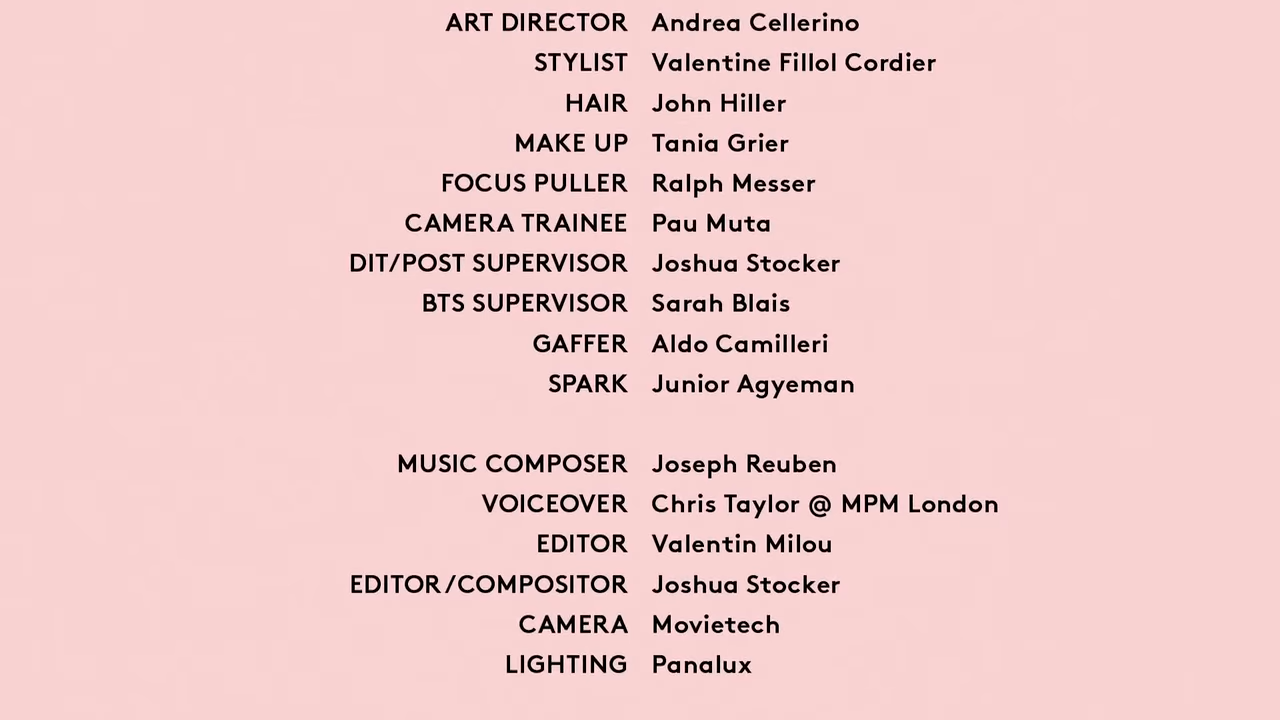 ART DIRECTOR Andrea Cellerino
STYLIST Valentine Fillol Cordier
HAIR John Hiller
MAKE UP Tania Grier
FOCUS PULLER Ralph Messer
CAMERA TRAINEE Pau Muta
DIT/POST SUPERVISOR Joshua Stocker
BTS SUPERVISOR Sarah Blais
GAFFER Aldo Camilleri
SPARK Junior Agyeman
MUSIC COMPOSER Joseph Reuben
VOICEOVER Chris Taylor @ MPM London
EDITOR Valentin Milou
EDITOR/COMPOSITOR Joshua Stocker
CAMERA Movietech
LIGHTING Panalux